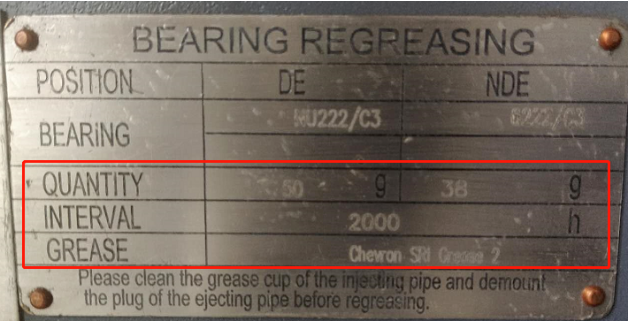 BEARING REGREASING
POSITION DE NDE
BEARING NU222/C3 /C3
QUANTITY g 38 g
INTERVAL 2000 h
GREASE Chevron SRI Grease 2
Please clean the grease cup of the injecting pipe and demount
the plug of the ejecting pipe before regreasing.